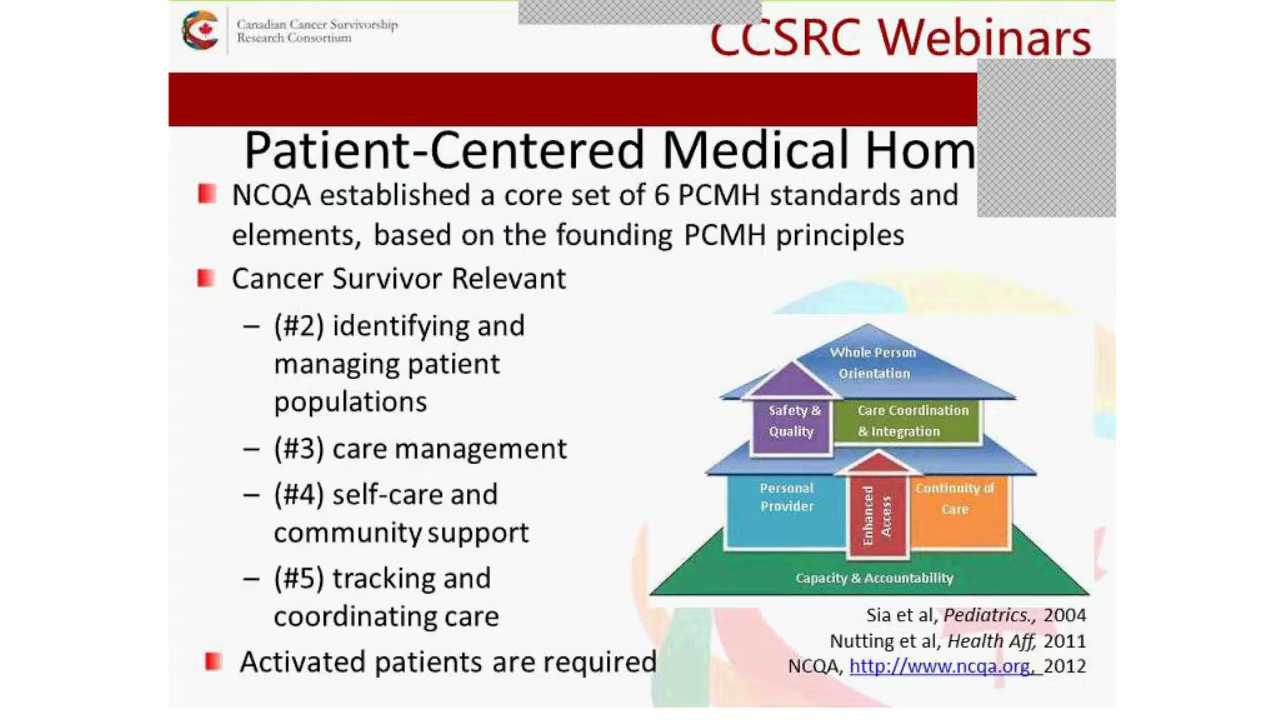 Canadian Cancer Survivorship
Research Consortium
CCSRC Webinars
Patient-Centered Medical Hom
NCQA established a core set of 6 PCMH standards and
elements, based on the founding PCMH principles
Cancer Survivor Relevant
– (#2) identifying and
managing patient
populations
– (#3) care management
– (#4) self-care and
community support
– (#5) tracking and
coordinating care
Activated patients are required
Whole Person
Orientation
Safety &
Quality
Care Coordination
& Integration
Personal
Provider
Enhanced
Access
Continuity of
Care
Capacity & Accountability
Sia et al, Pediatrics., 2004
Nutting et al, Health Aff, 2011
NCQA, http://www.ncqa.org, 2012